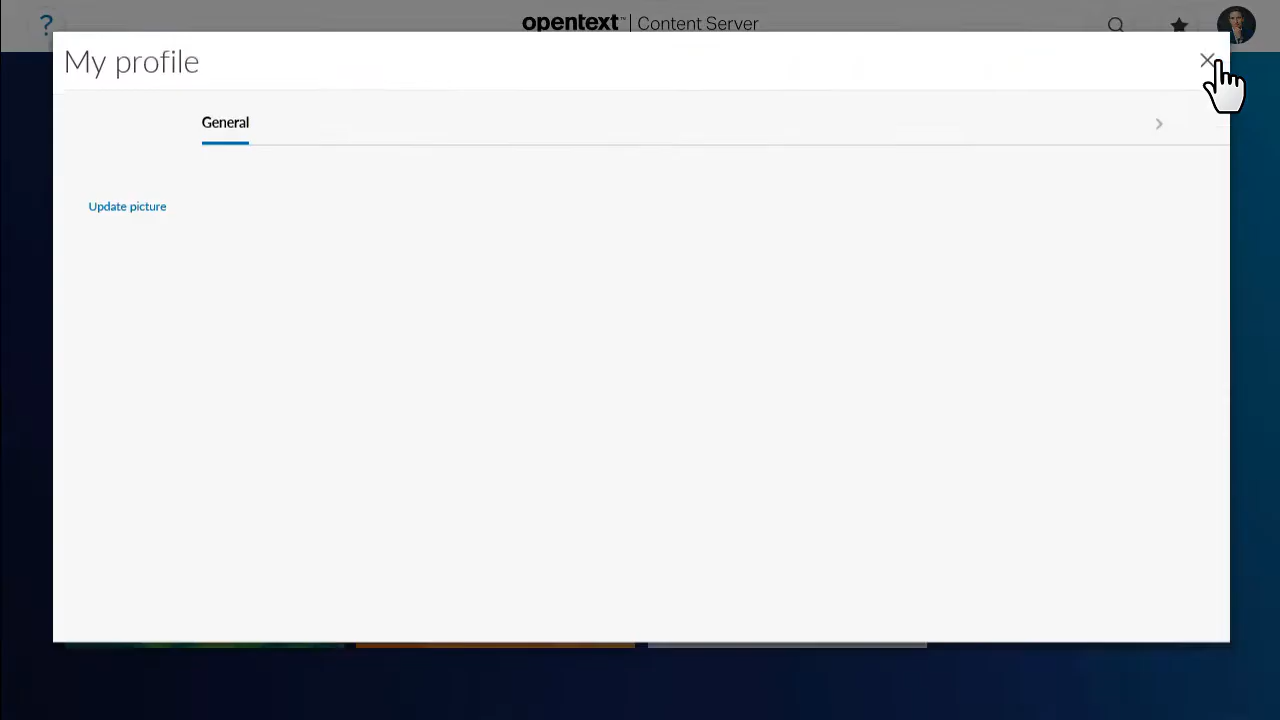 ?
opentext™ | Content Server
My profile
General
Update picture